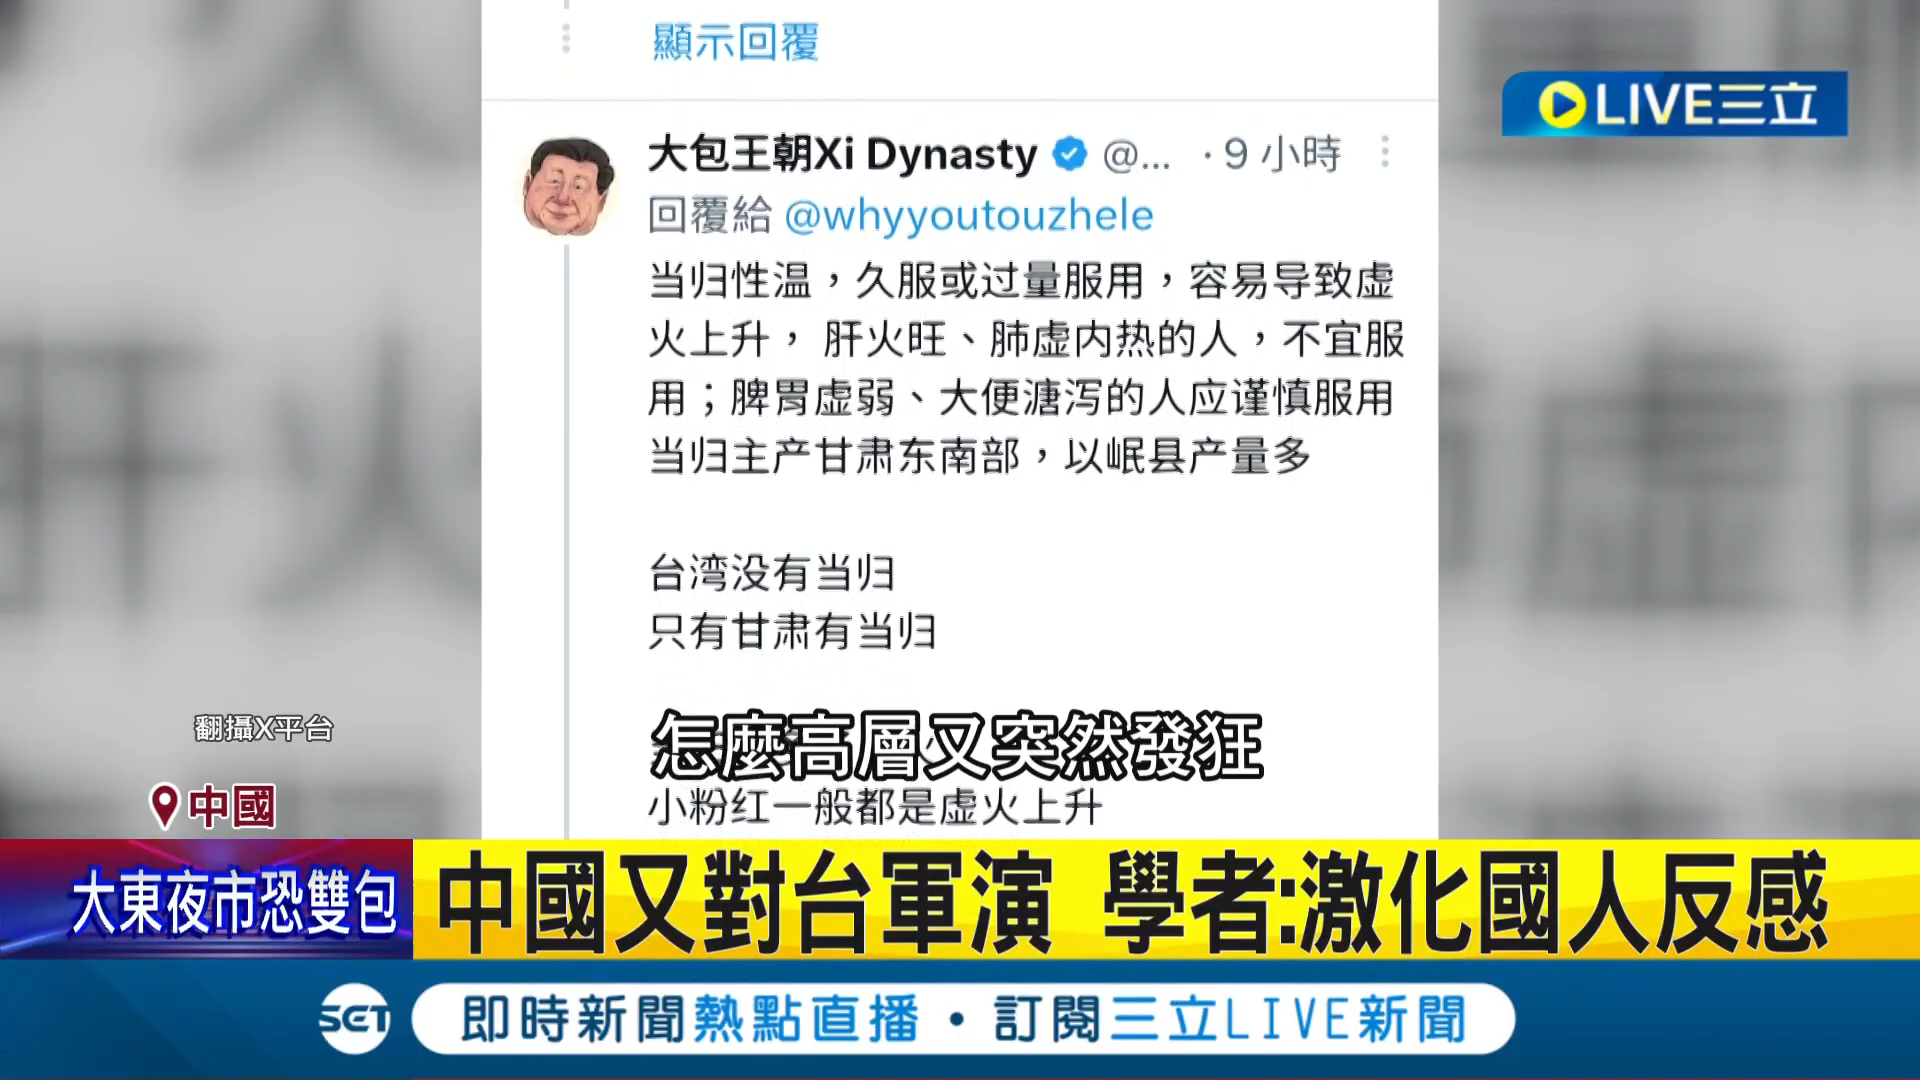 顯示回覆
LIVE三立
大包王朝Xi Dynasty @... ·9 小時
回覆給 @whyyoutouzhele
当归性温，久服或过量服用，容易导致虚
火上升， 肝火旺、肺虚内热的人，不宜服
用；脾胃虚弱、大便溏泻的人应谨慎服用
当归主产甘肃东南部，以岷县产量多
台湾没有当归
只有甘肃有当归
翻攝X平台
怎麼高層又突然發狂
小粉红一般都是虚火上升
中國
大東夜市恐雙包
中國又對台軍演 學者:激化國人反感
SET
即時新聞熱點直播 • 訂閱三立LIVE新聞